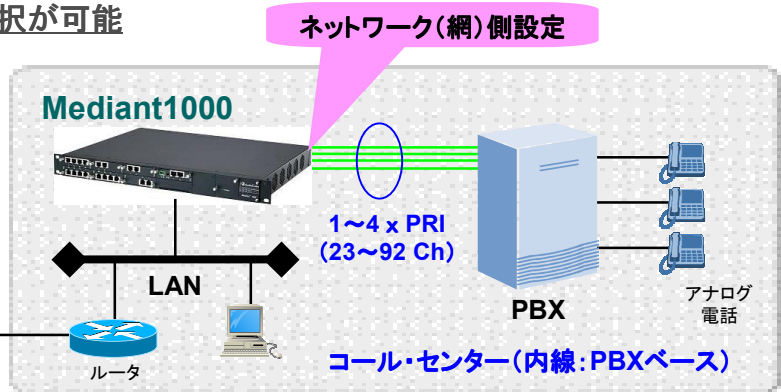 択が可能
ネットワーク(網)側設定
Mediant1000
1～4 x PRI
(23～92 Ch)
LAN
PBX
アナログ
電話
ルータ
コール・センター(内線:PBXベース)